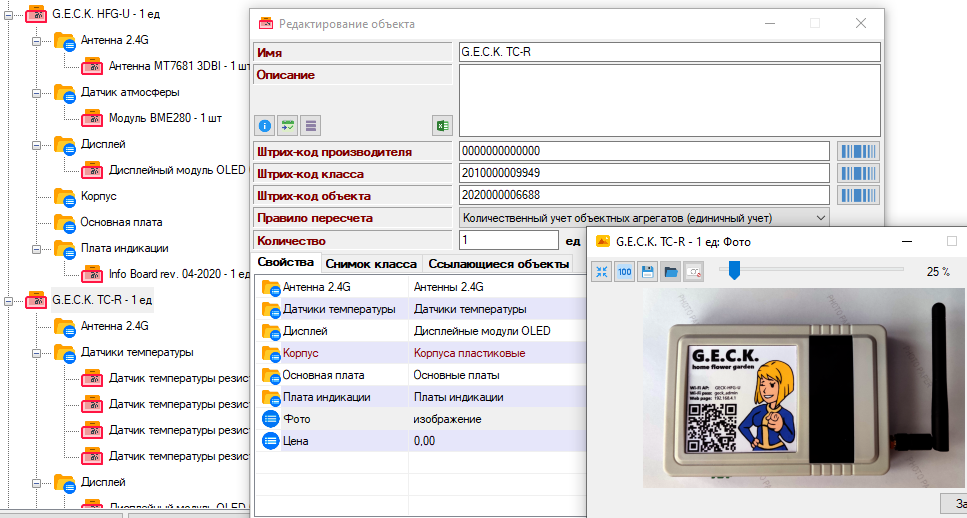 G.E.C.K. HFG-U - 1 ед
Антенна 2.4G
Антенна MT7681 3DBI - 1 шт
Датчик атмосферы
Модуль BME280 - 1 шт
Дисплей
Дисплейный модуль OLED
Корпус
Основная плата
Плата индикации
Info Board rev. 04-2020 - 1 ед
G.E.C.K. TC-R - 1 ед
Антенна 2.4G
Датчики температуры
Датчик температуры резист
Датчик температуры резист
Датчик температуры резист
Датчик температуры резист
Дисплей
Дисплейный модуль OLED
Редактирование объекта
Имя
G.E.C.K. TC-R
Описание
Штрих-код производителя
0000000000000
Штрих-код класса
2010000009949
Штрих-код объекта
2020000006688
Правило пересчета
Количественный учет объектных агрегатов (единичный учет)
Количество
1
ед
Свойства
Снимок класса
Ссылающиеся объекты
Антенна 2.4G
Антенны 2.4G
Датчики температуры
Датчики температуры
Дисплей
Дисплейные модули OLED
Корпус
Корпуса пластиковые
Основная плата
Основные платы
Плата индикации
Платы индикации
Фото
изображение
Цена
0,00
G.E.C.K. TC-R - 1 ед: Фото
100
25 %
G.E.C.K.
home flower garden
Wi-Fi AP: GECK-HFG-U
Wi-Fi pass: geck_admin
Web page: 192.168.4.1
За